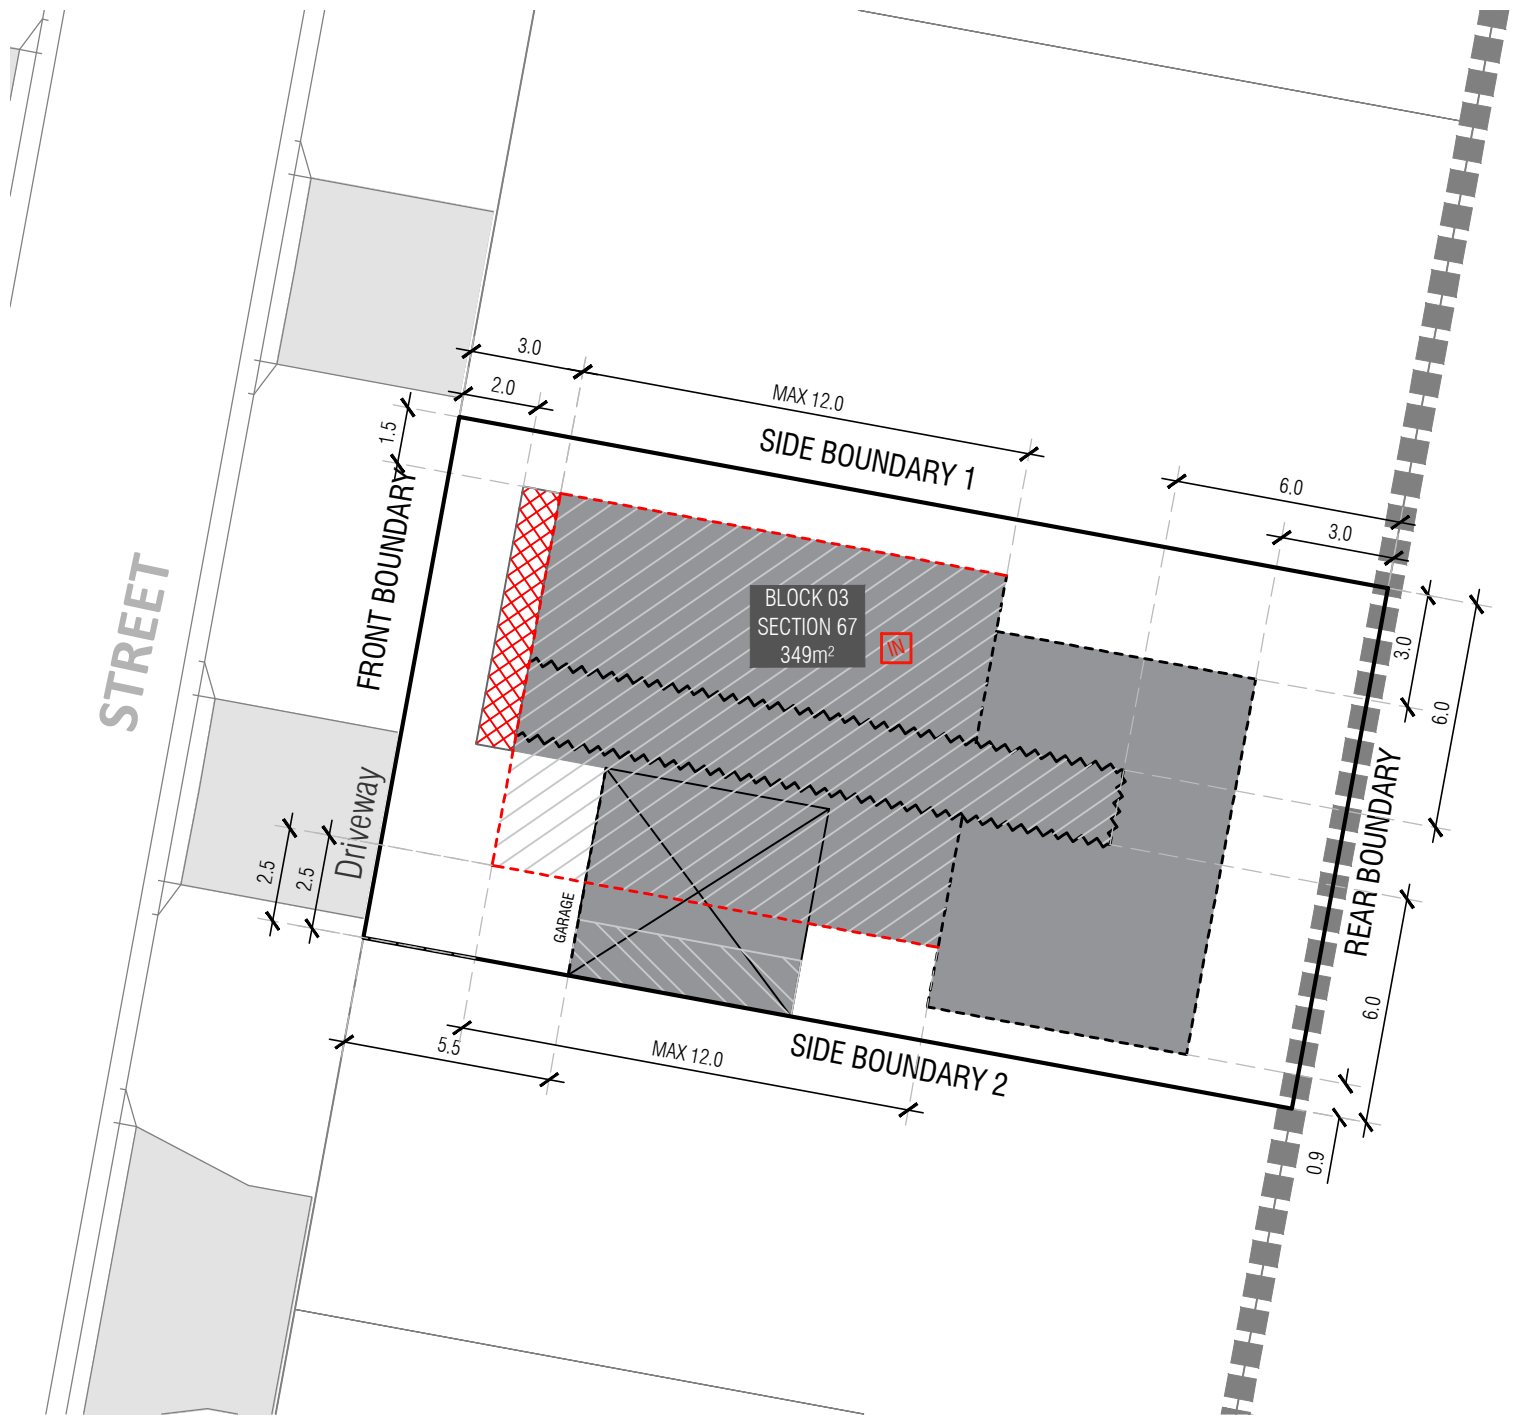 3.0
2.0
MAX 12.0
1.5
SIDE BOUNDARY 1
6.0
3.0
FRONT BOUNDARY
STREET
BLOCK 03
SECTION 67
349m²
IN
3.0
6.0
Driveway
2.5
2.5
GARAGE
REAR BOUNDARY
6.0
5.5
MAX 12.0
SIDE BOUNDARY 2
0.9